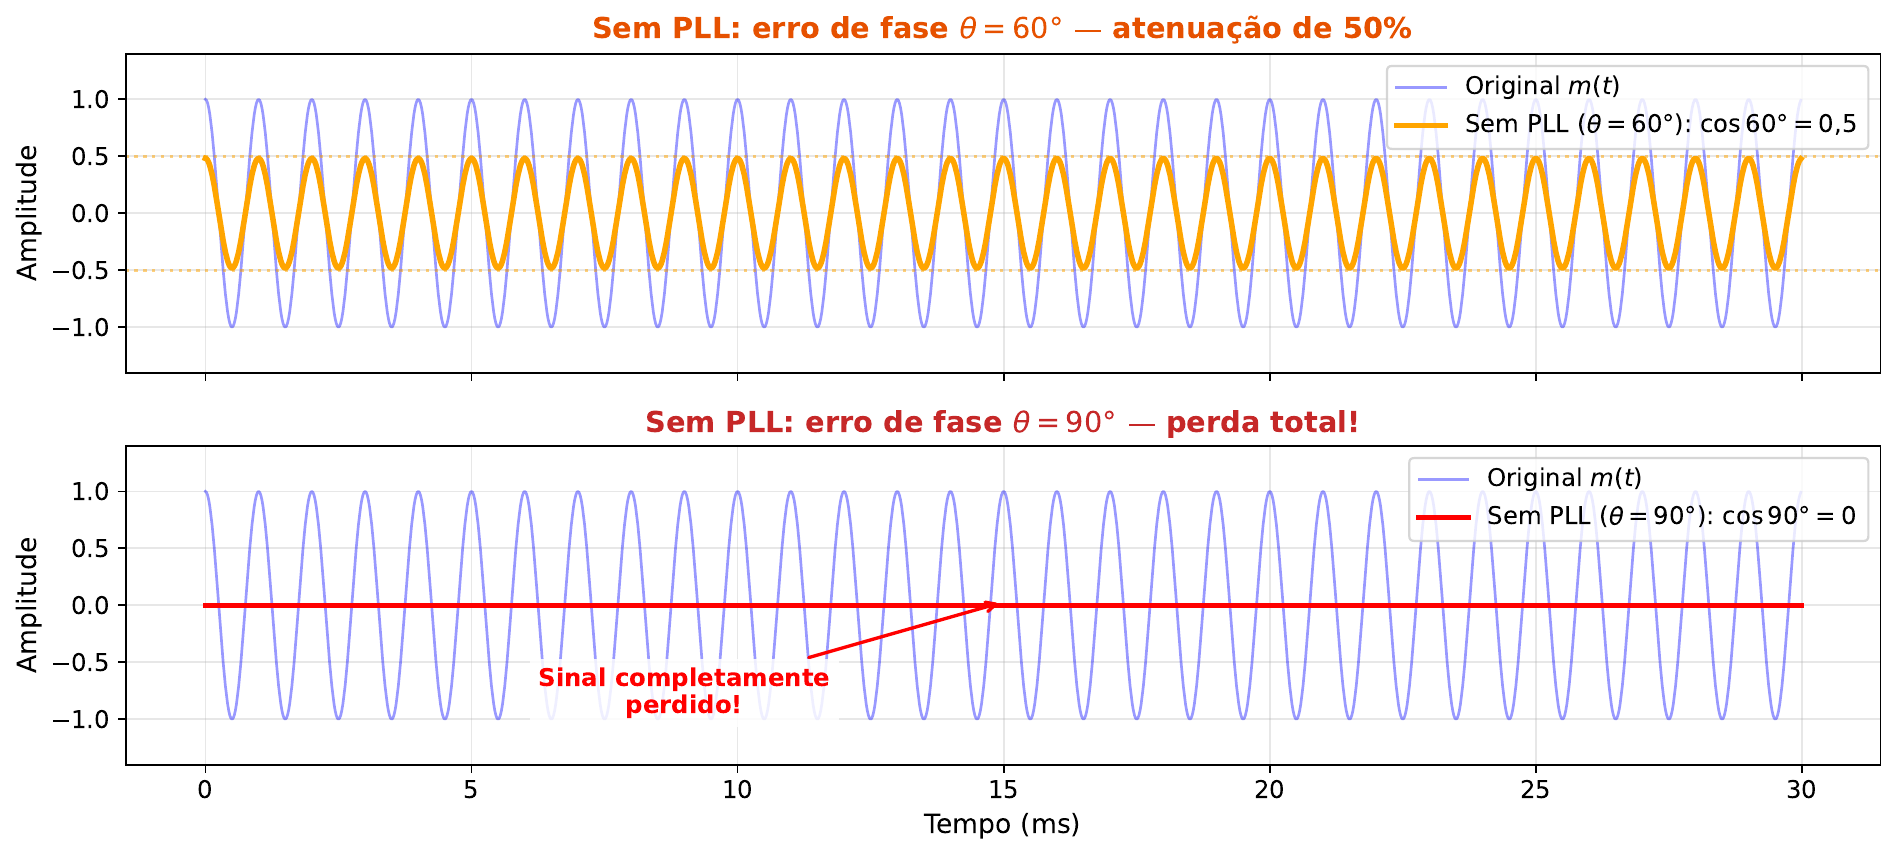 Sem PLL: erro de fase θ = 60° — atenuação de 50%
Original m(t)
Sem PLL (θ = 60°): cos 60° = 0,5
Amplitude
1.0
0.5
0.0
−0.5
−1.0
Sem PLL: erro de fase θ = 90° — perda total!
Original m(t)
Sem PLL (θ = 90°): cos 90° = 0
Amplitude
1.0
0.5
0.0
−0.5
−1.0
Sinal completamente
perdido!
0 5 10 15 20 25 30
Tempo (ms)